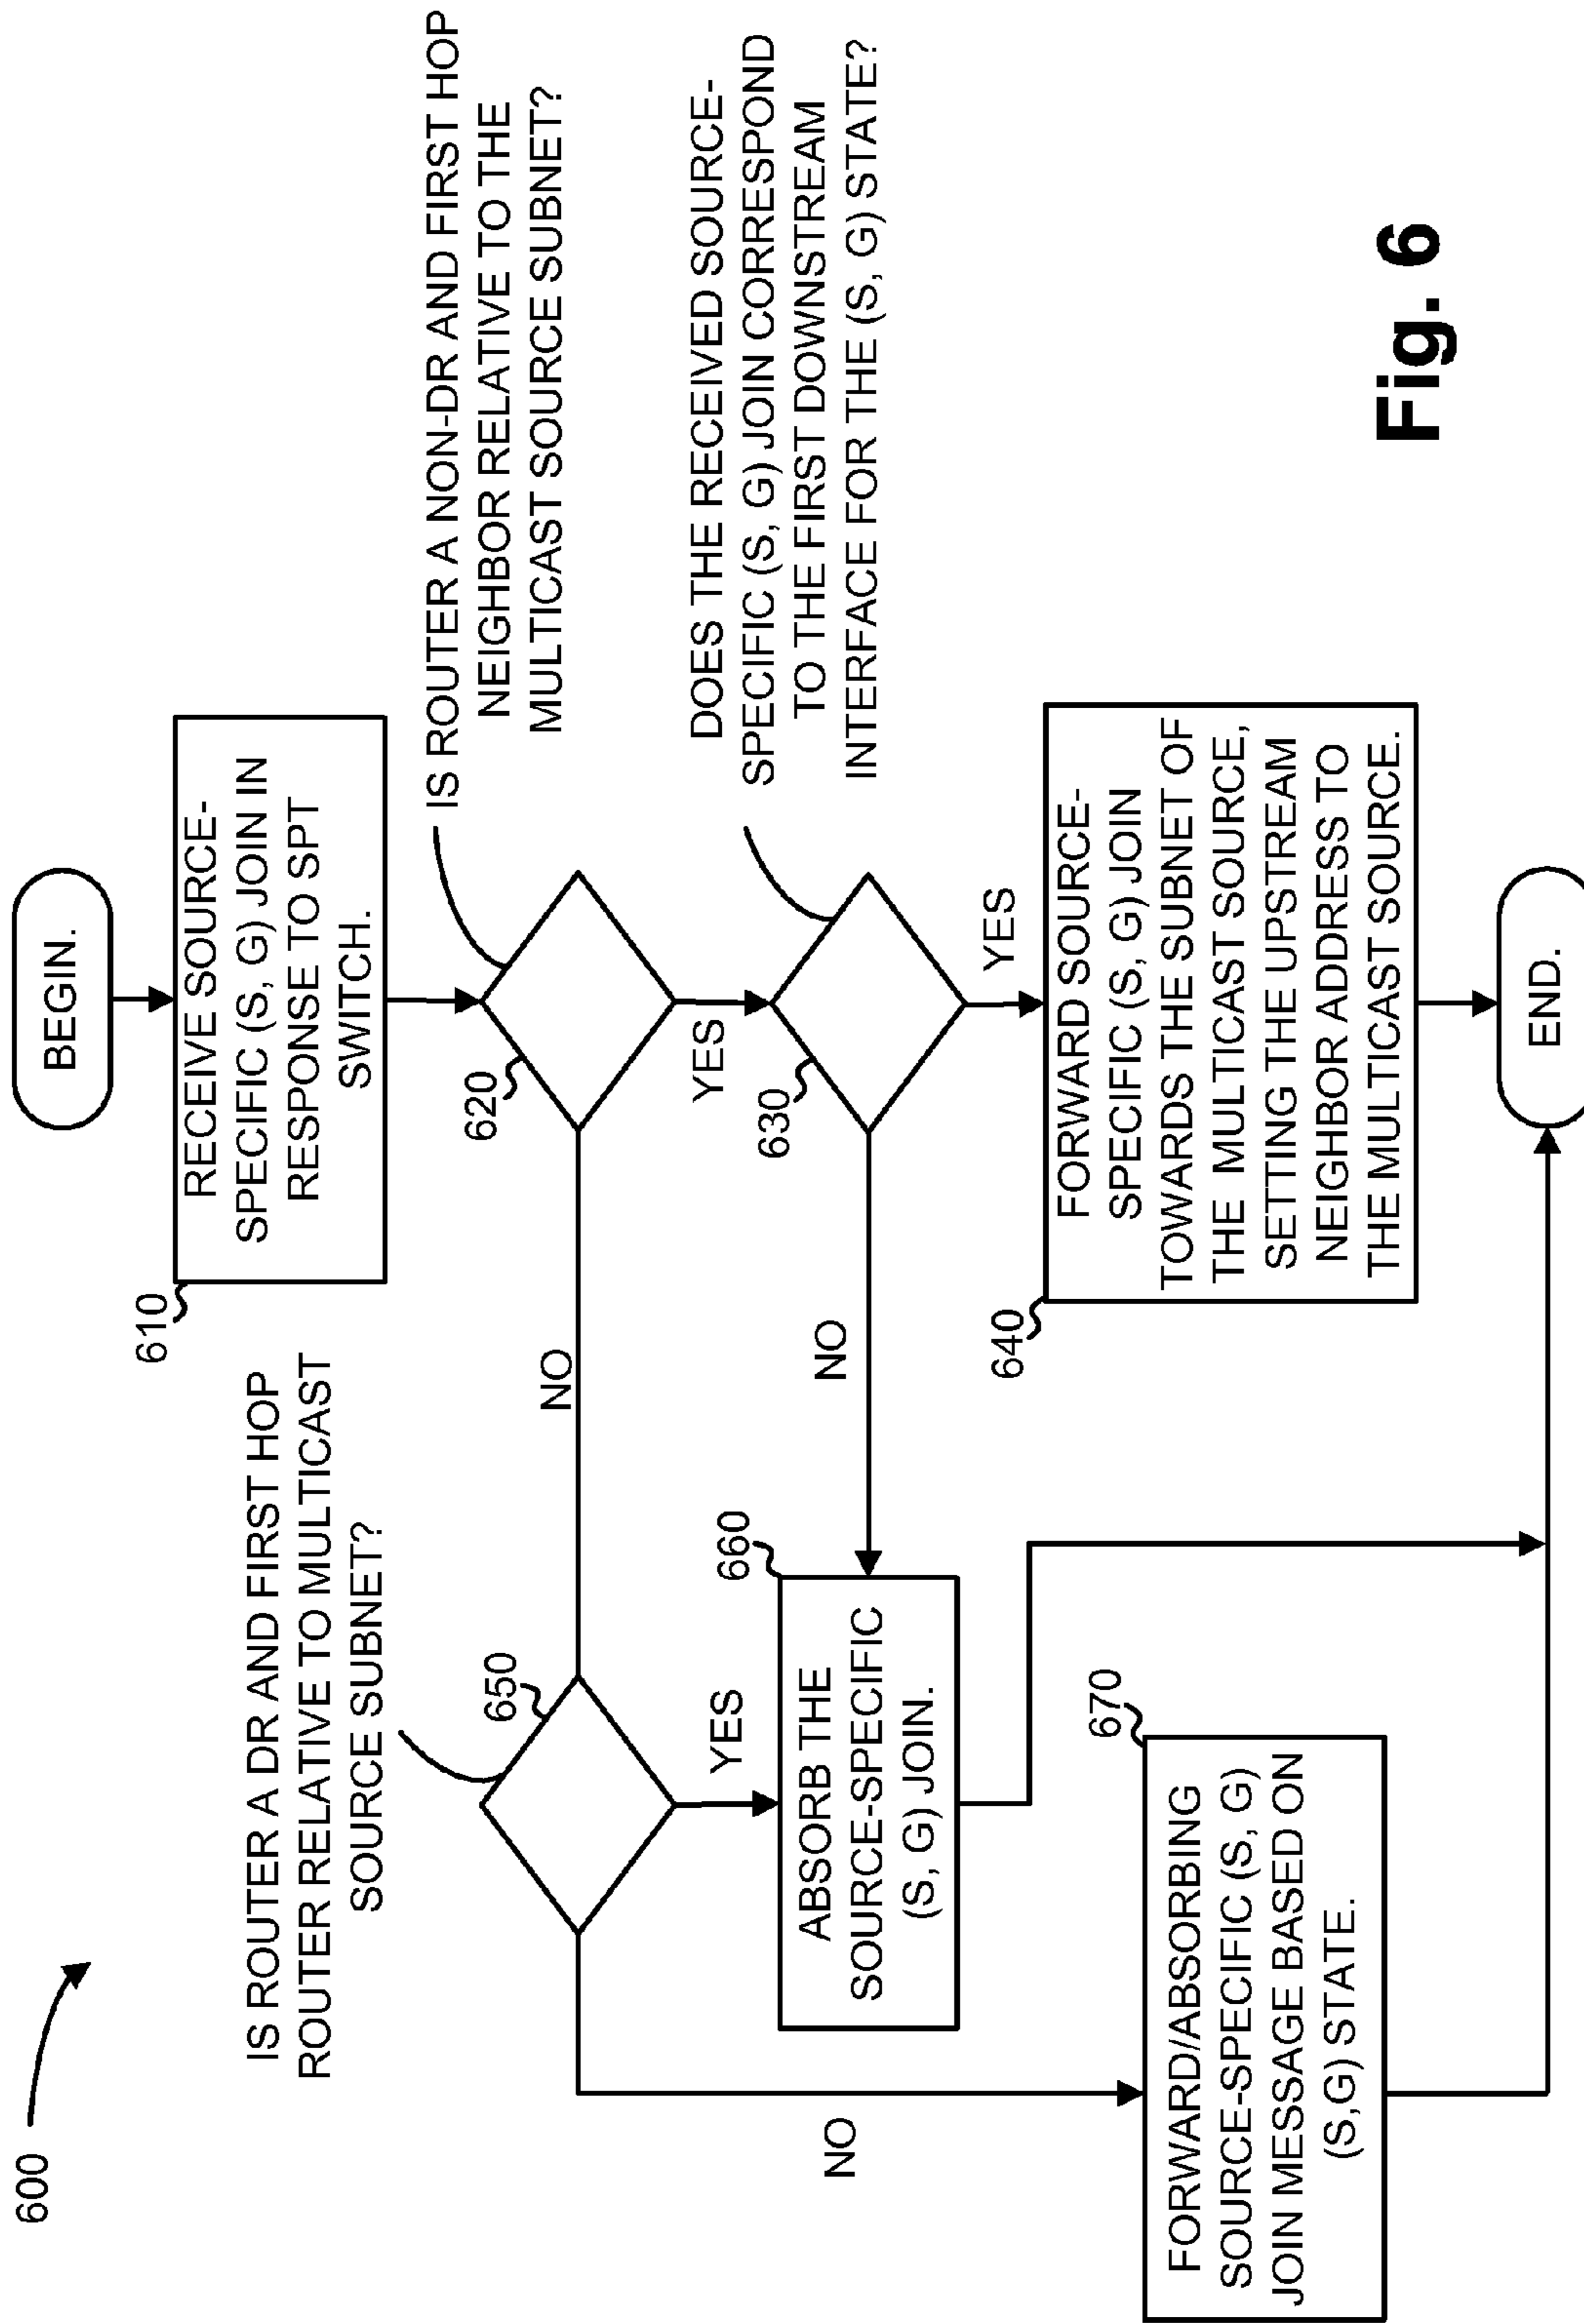 600
BEGIN.
610
RECEIVE SOURCE-
SPECIFIC (S, G) JOIN IN
RESPONSE TO SPT
SWITCH.
IS ROUTER A NON-DR AND FIRST HOP
NEIGHBOR RELATIVE TO THE
MULTICAST SOURCE SUBNET?
620
YES
NO
DOES THE RECEIVED SOURCE-
SPECIFIC (S, G) JOIN CORRESPOND
TO THE FIRST DOWNSTREAM
INTERFACE FOR THE (S, G) STATE?
630
YES
NO
640
FORWARD SOURCE-
SPECIFIC (S, G) JOIN
TOWARDS THE SUBNET OF
THE MULTICAST SOURCE,
SETTING THE UPSTREAM
NEIGHBOR ADDRESS TO
THE MULTICAST SOURCE.
IS ROUTER A DR AND FIRST HOP
ROUTER RELATIVE TO MULTICAST
SOURCE SUBNET?
650
YES
NO
660
ABSORB THE
SOURCE-SPECIFIC
(S, G) JOIN.
670
FORWARD/ABSORBING
SOURCE-SPECIFIC (S, G)
JOIN MESSAGE BASED ON
(S,G) STATE.
END.
Fig. 6